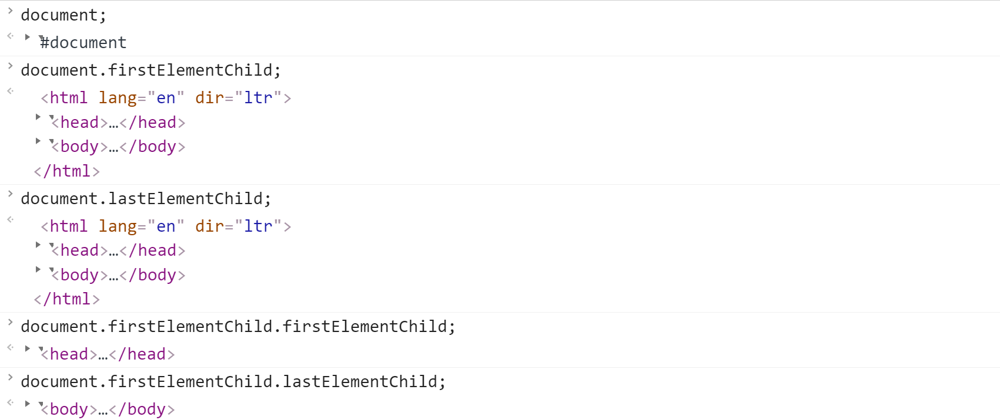 document;
#document
document.firstElementChild;
<html lang="en" dir="ltr">
<head>…</head>
<body>…</body>
</html>
document.lastElementChild;
<html lang="en" dir="ltr">
<head>…</head>
<body>…</body>
</html>
document.firstElementChild.firstElementChild;
<head>…</head>
document.firstElementChild.lastElementChild;
<body>…</body>